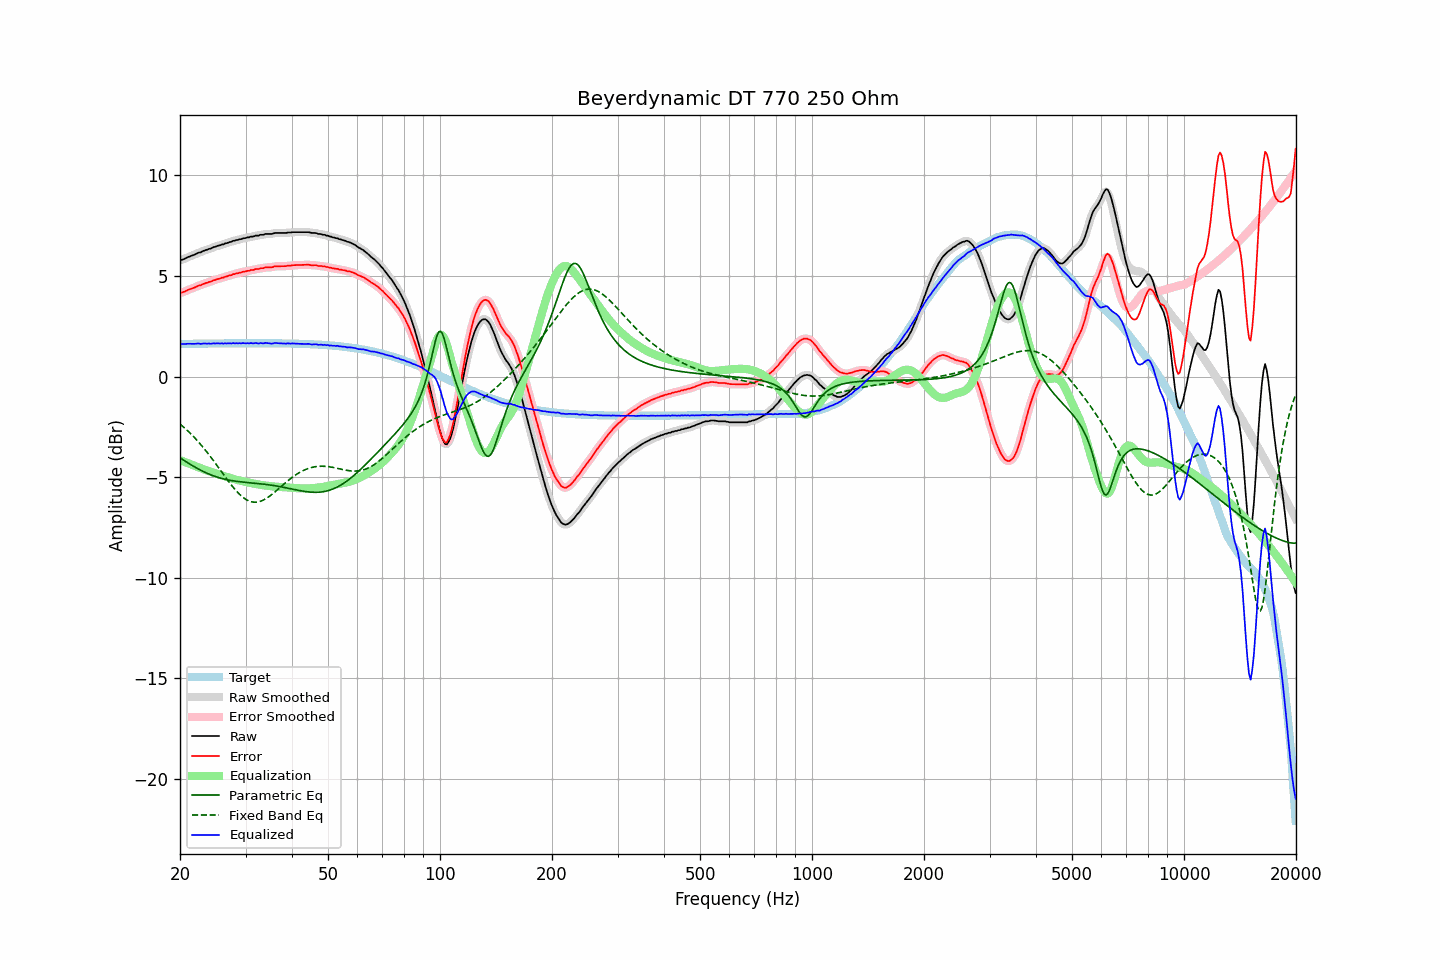 Beyerdynamic DT 770 250 Ohm
Amplitude (dBr)
10
5
0
−5
−10
−15
−20
Target
Raw Smoothed
Error Smoothed
Raw
Error
Equalization
Parametric Eq
Fixed Band Eq
Equalized
20
50
100
200
500
1000
2000
5000
10000
20000
Frequency (Hz)